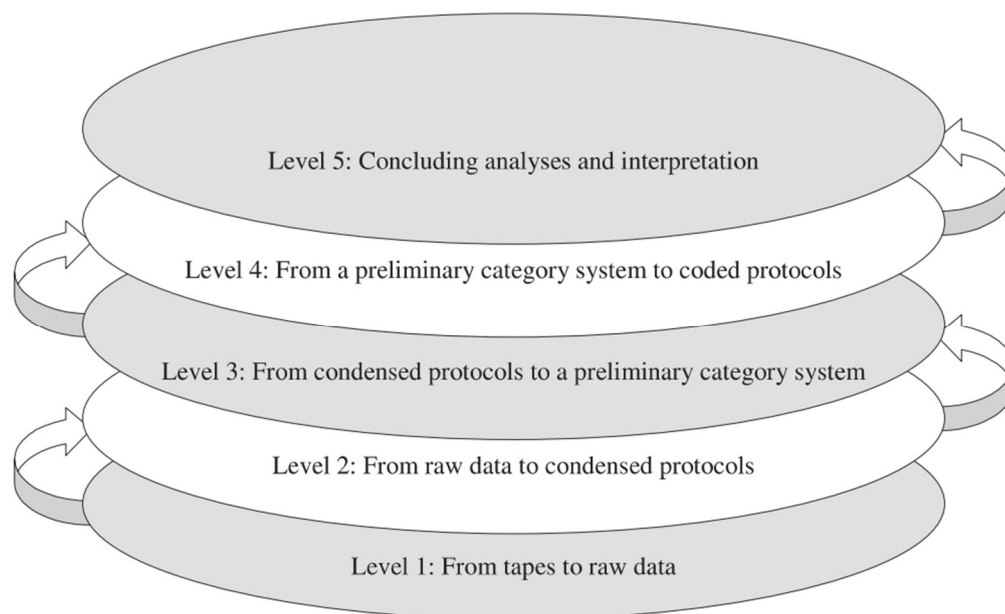 Level 5: Concluding analyses and interpretation
Level 4: From a preliminary category system to coded protocols
Level 3: From condensed protocols to a preliminary category system
Level 2: From raw data to condensed protocols
Level 1: From tapes to raw data